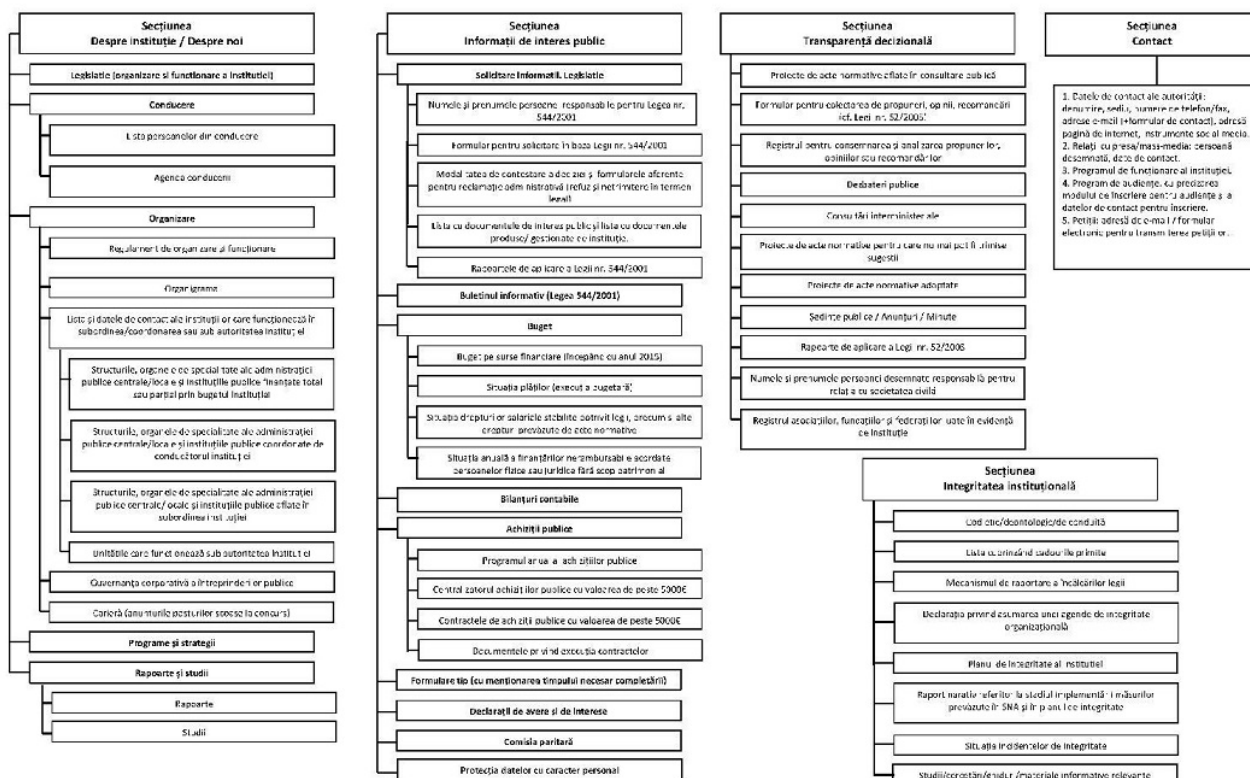 Secțiunea
Despre instituție / Despre noi
Legislație (organizare și funcționare a instituției)
Conducere
Lista persoanelor din conducere
Agenda conducerii
Organizare
Regulament de organizare și funcționare
Organigrama
Lista și datele de contact ale instituțiilor care funcționează în
subordinea/coordonarea sau sub autoritatea instituției
Structurile, organele de specialitate ale administrației
publice centrale/locale și instituțiile publice finanțate total
sau parțial prin bugetul instituției
Structurile, organele de specialitate ale administrației
publice centrale/locale și instituțiile publice coordonate de
conducătorul instituției
Structurile, organele de specialitate ale administrației
publice centrale/locale și instituțiile publice aflate în
subordinea instituției
Unitățile care funcționează sub autoritatea instituției
Guvernanța corporativă a întreprinderilor publice
Carieră (anunțurile posturilor scoase la concurs)
Programe și strategii
Rapoarte și studii
Rapoarte
Studii
Secțiunea
Informații de interes public
Solicitare informații. Legislație
Numele și prenumele persoanei responsabile pentru Legea nr.
544/2001
Formular pentru solicitare în baza Legii nr. 544/2001
Modalitatea de contestare a deciziei și formularele aferente
pentru reclamație administrativă (refuz și netrimitere în termen
legal)
Lista cu documentele de interes public și lista cu documentele
produse/ gestionate de instituție.
Rapoartele de aplicare a Legii nr. 544/2001
Buletinul informativ (Legea 544/2001)
Buget
Buget pe surse financiare (începând cu anul 2015)
Situația plăților (execuția bugetară)
Situația drepturilor salariale stabilite potrivit legii, precum și alte
drepturi prevăzute de acte normative
Situația anuală a finanțărilor nerambursabile acordate
persoanelor fizice sau juridice fără scop patrimonial
Bilanțuri contabile
Achiziții publice
Programul anual al achizițiilor publice
Centralizatorul achizițiilor publice cu valoarea de peste 5000€
Contractele de achiziții publice cu valoarea de peste 5000€
Documentele privind execuția contractelor
Formulare tip (cu menționarea timpului necesar completării)
Declarații de avere și de interese
Comisia paritară
Protecția datelor cu caracter personal
Secțiunea
Transparență decizională
Proiecte de acte normative aflate în consultare publică
Formular pentru colectarea de propuneri, opinii, recomandări
(cf. Legii nr. 52/2003)
Registrul pentru consemnarea și analizarea propunerilor,
opiniilor sau recomandărilor
Dezbateri publice
Consultări interministeriale
Proiecte de acte normative pentru care nu mai pot fi trimise
sugestii
Proiecte de acte normative adoptate
Ședințe publice / Anunțuri / Minute
Rapoarte de aplicare a Legii nr. 52/2003
Numele și prenumele persoanei desemnate responsabilă pentru
relația cu societatea civilă
Registrul asociațiilor, fundațiilor și federațiilor luate în evidență
de instituție
Secțiunea
Contact
1. Datele de contact ale autorității:
denumire, sediu, numere de telefon/fax,
adrese e-mail (+formular de contact), adresă
pagină de internet, instrumente social media.
2. Relații cu presa/mass-media: persoană
desemnată, date de contact.
3. Programul de funcționare al instituției.
4. Program de audiențe, cu precizarea
modului de înscriere pentru audiențe și a
datelor de contact pentru înscriere.
5. Petiții: adresă de e-mail / formular
electronic pentru transmiterea petițiilor.
Secțiunea
Integritatea instituțională
Cod etic/deontologic/de conduită
Lista cuprinzând cadourile primite
Mecanismul de raportare a încălcărilor legii
Declarația privind asumarea unei agende de integritate
organizațională
Planul de integritate al instituției
Raport narativ referitor la stadiul implementării măsurilor
prevăzute în SNA și în planul de integritate
Situația incidentelor de integritate
Studii/cercetări/ghiduri/materiale informative relevante